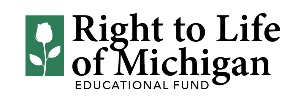 Right to Life
of Michigan
EDUCATIONAL FUND